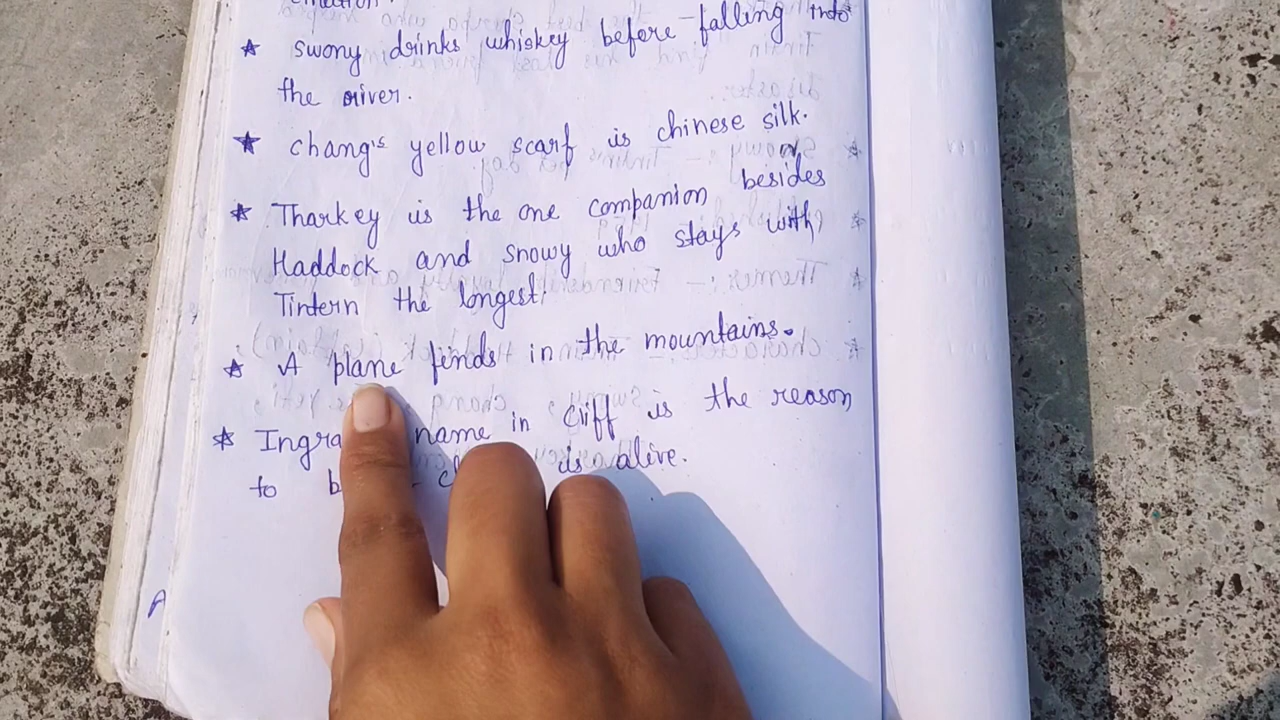 ★ swony drinks whiskey before falling into
the river.
★ chang's yellow scarf is chinese silk.
★ Tharkey is the one companion besides
Haddock and snowy who stays with
Tintern the longest.
★ A plane finds in the mountains.
★ name in cliff is the reason
to is alive.